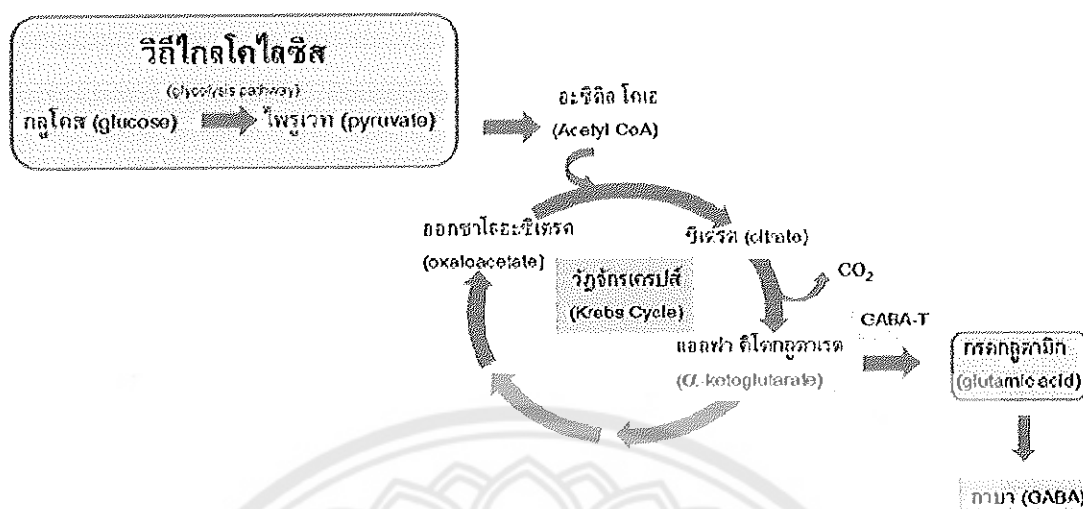 วิถีไกลโคไลซิส
(glycolysis pathway)
กลูโคส (glucose) ไพรูเวท (pyruvate)
อะซิติล โคเอ
(Acetyl CoA)
ออกซาโลอะซิเตรด
(oxaloacetate)
ซิเตรส (citrate)
วัฏจักรเครปส์
(Krebs Cycle)
CO₂
GABA-T
แอลฟา คีโตกลูตาเรต
(α-ketoglutarate)
กรดกลูตามิก
(glutamic acid)
กาบา (GABA)